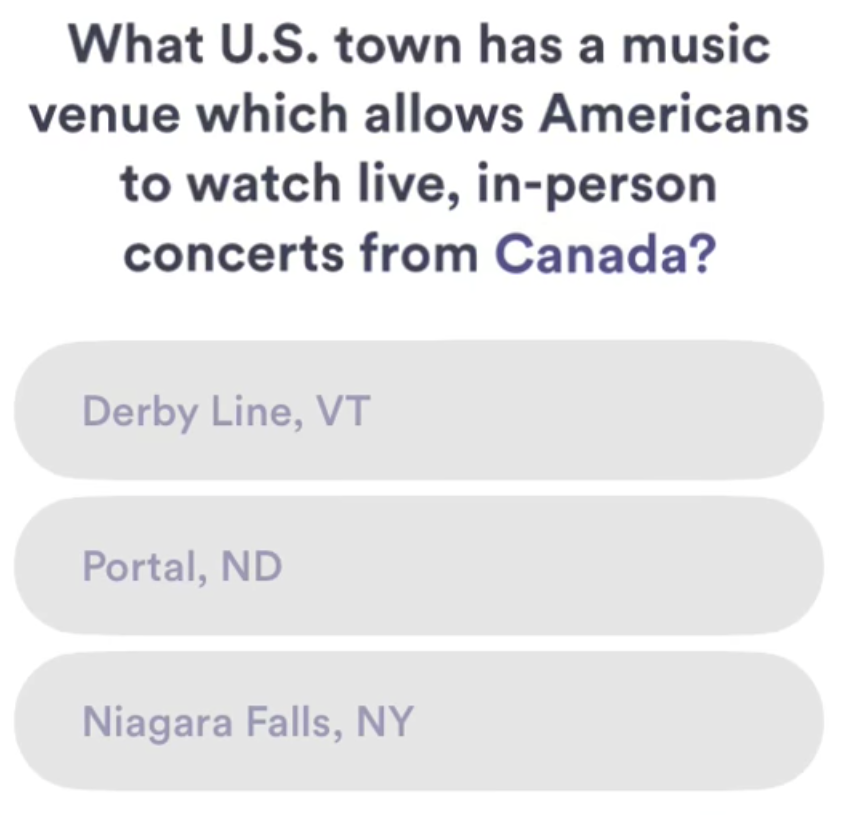 What U.S. town has a music
venue which allows Americans
to watch live, in-person
concerts from Canada?
Derby Line, VT
Portal, ND
Niagara Falls, NY